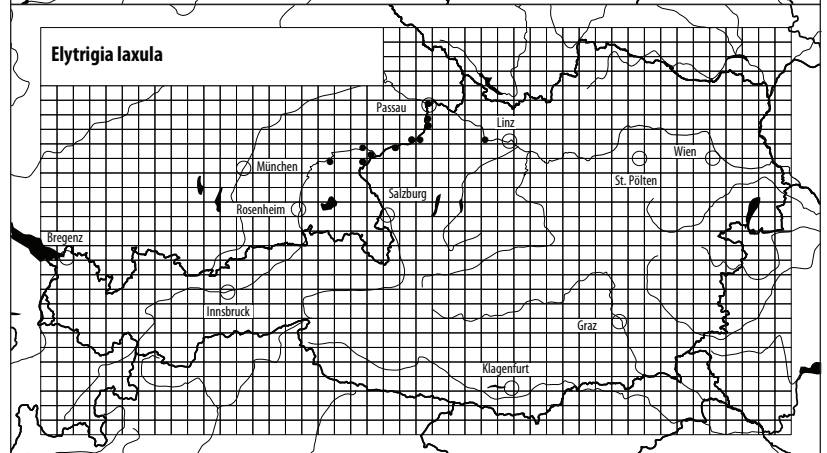 Elytrigia laxula
Passau
Linz
München
Wien
St. Pölten
Salzburg
Rosenheim
Bregenz
Innsbruck
Graz
Klagenfurt